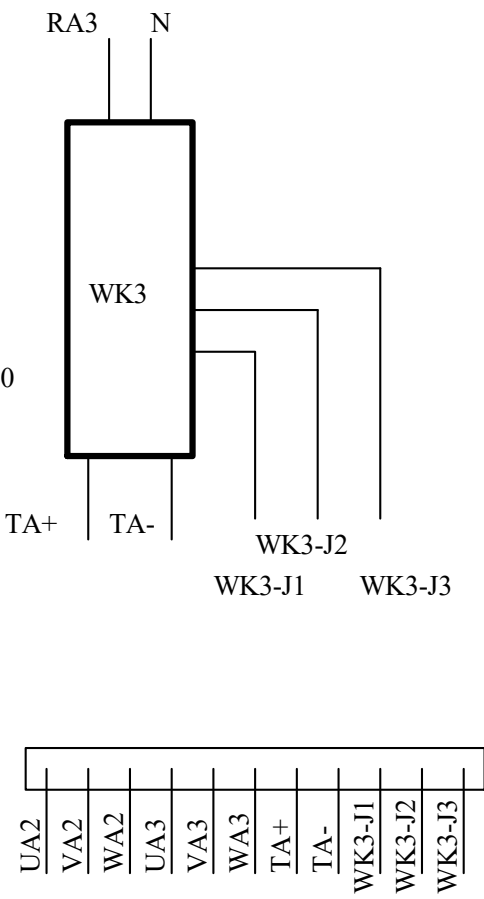 RA3 N
WK3
0
TA+ TA-
WK3-J2
WK3-J1 WK3-J3
UA2 VA2 WA2 UA3 VA3 WA3 TA+ TA- WK3-J1 WK3-J2 WK3-J3